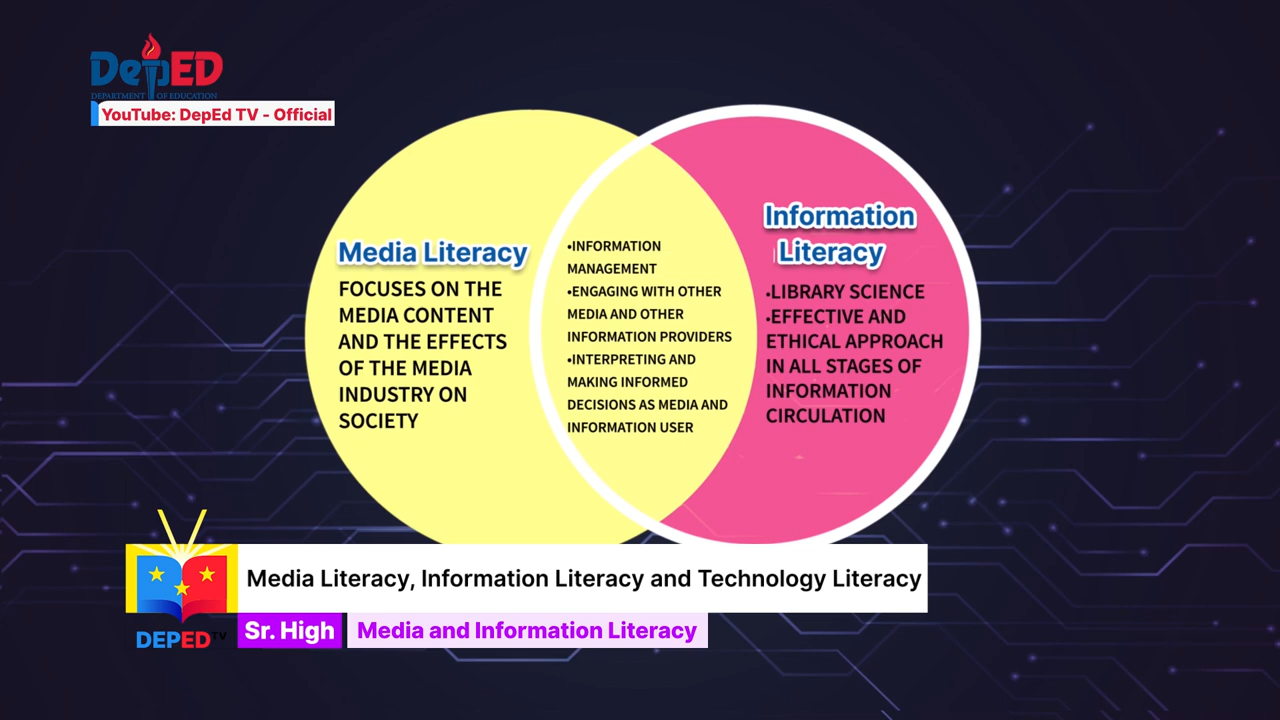 DepED
DEPARTMENT OF EDUCATION
YouTube: DepEd TV - Official
Media Literacy
FOCUSES ON THE
MEDIA CONTENT
AND THE EFFECTS
OF THE MEDIA
INDUSTRY ON
SOCIETY
•INFORMATION
MANAGEMENT
•ENGAGING WITH OTHER
MEDIA AND OTHER
INFORMATION PROVIDERS
•INTERPRETING AND
MAKING INFORMED
DECISIONS AS MEDIA AND
INFORMATION USER
Information
Literacy
•LIBRARY SCIENCE
•EFFECTIVE AND
ETHICAL APPROACH
IN ALL STAGES OF
INFORMATION
CIRCULATION
Media Literacy, Information Literacy and Technology Literacy
DEPED TV
Sr. High
Media and Information Literacy